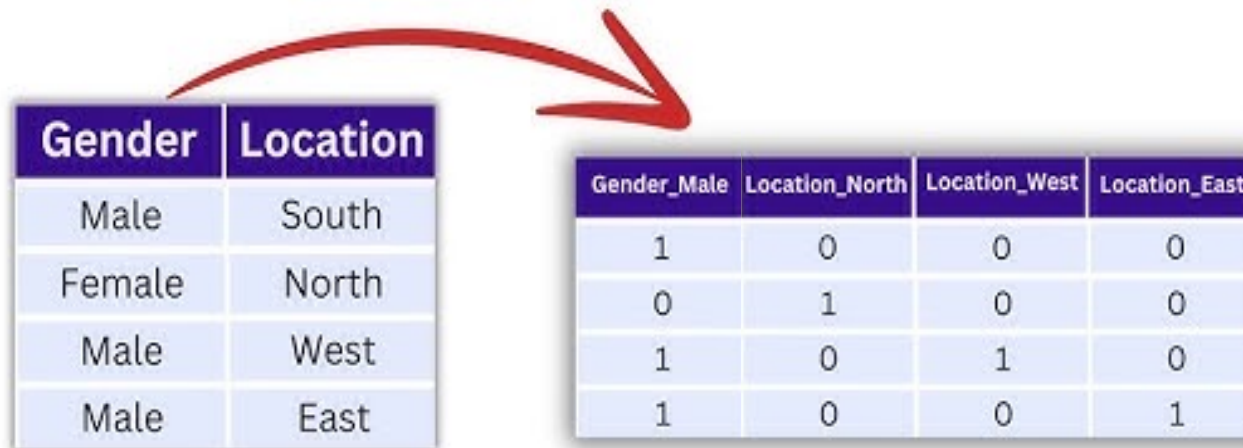 Gender Location
Male South
Female North
Male West
Male East
Gender_Male Location_North Location_West Location_East
1 0 0 0
0 1 0 0
1 0 1 0
1 0 0 1